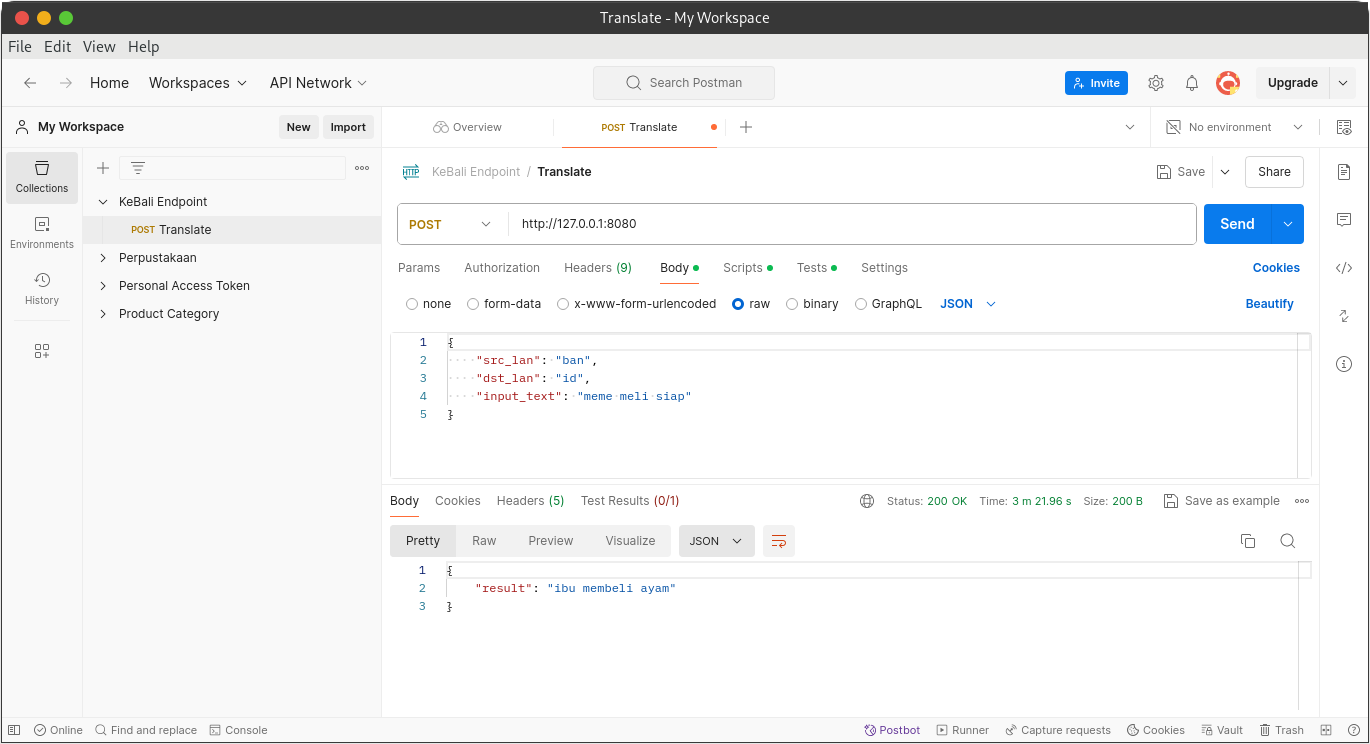 Translate - My Workspace
File Edit View Help
Home Workspaces API Network Search Postman Invite Upgrade
My Workspace New Import Overview POST Translate No environment
Collections
Environments
History
KeBali Endpoint
POST Translate
Perpustakaan
Personal Access Token
Product Category
HTTP KeBali Endpoint / Translate Save Share
POST http://127.0.0.1:8080 Send
Params Authorization Headers (9) Body Scripts Tests Settings Cookies
none form-data x-www-form-urlencoded raw binary GraphQL JSON Beautify
1 {
2 "src_lan": "ban",
3 "dst_lan": "id",
4 "input_text": "meme meli siap"
5 }
Body Cookies Headers (5) Test Results (0/1) Status: 200 OK Time: 3 m 21.96 s Size: 200 B Save as example
Pretty Raw Preview Visualize JSON
1 {
2 "result": "ibu membeli ayam"
3 }
Online Find and replace Console Postbot Runner Capture requests Cookies Vault Trash